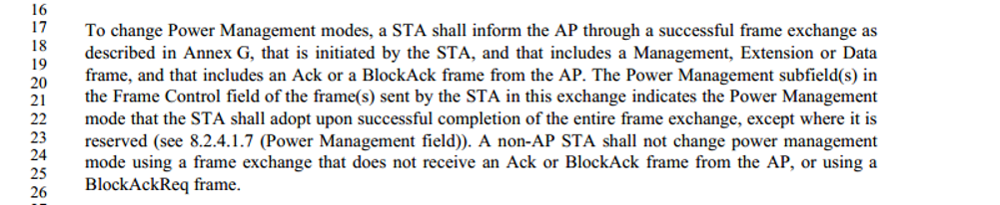 16
17 To change Power Management modes, a STA shall inform the AP through a successful frame exchange as
18 described in Annex G, that is initiated by the STA, and that includes a Management, Extension or Data
19 frame, and that includes an Ack or a BlockAck frame from the AP. The Power Management subfield(s) in
20
21 the Frame Control field of the frame(s) sent by the STA in this exchange indicates the Power Management
22 mode that the STA shall adopt upon successful completion of the entire frame exchange, except where it is
23 reserved (see 8.2.4.1.7 (Power Management field)). A non-AP STA shall not change power management
24 mode using a frame exchange that does not receive an Ack or BlockAck frame from the AP, or using a
25
26 BlockAckReq frame.